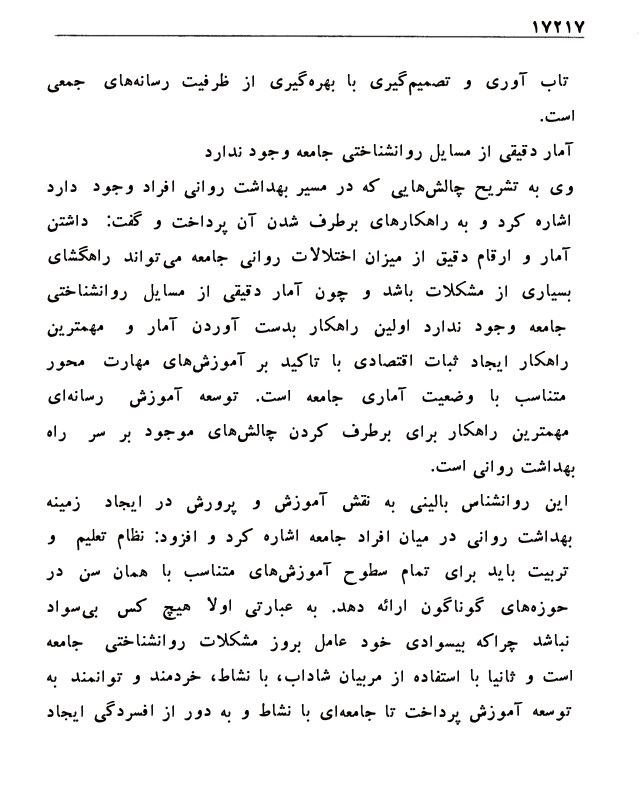 ۱۷۲۱۷
تاب آوری و تصمیم‌گیری با بهره‌گیری از ظرفیت رسانه‌های جمعی
است.
آمار دقیقی از مسایل روانشناختی جامعه وجود ندارد
وی به تشریح چالش‌هایی که در مسیر بهداشت روانی افراد وجود دارد
اشاره کرد و به راهکارهای برطرف شدن آن پرداخت و گفت: داشتن
آمار و ارقام دقیق از میزان اختلالات روانی جامعه می‌تواند راهگشای
بسیاری از مشکلات باشد و چون آمار دقیقی از مسایل روانشناختی
جامعه وجود ندارد اولین راهکار بدست آوردن آمار و مهمترین
راهکار ایجاد ثبات اقتصادی با تاکید بر آموزش‌های مهارت محور
متناسب با وضعیت آماری جامعه است. توسعه آموزش رسانه‌ای
مهمترین راهکار برای برطرف کردن چالش‌های موجود بر سر راه
بهداشت روانی است.
این روانشناس بالینی به نقش آموزش و پرورش در ایجاد زمینه
بهداشت روانی در میان افراد جامعه اشاره کرد و افزود: نظام تعلیم و
تربیت باید برای تمام سطوح آموزش‌های متناسب با همان سن در
حوزه‌های گوناگون ارائه دهد. به عبارتی اولا هیچ کس بی‌سواد
نباشد چراکه بیسوادی خود عامل بروز مشکلات روانشناختی جامعه
است و ثانیا با استفاده از مربیان شاداب، با نشاط، خردمند و توانمند به
توسعه آموزش پرداخت تا جامعه‌ای با نشاط و به دور از افسردگی ایجاد